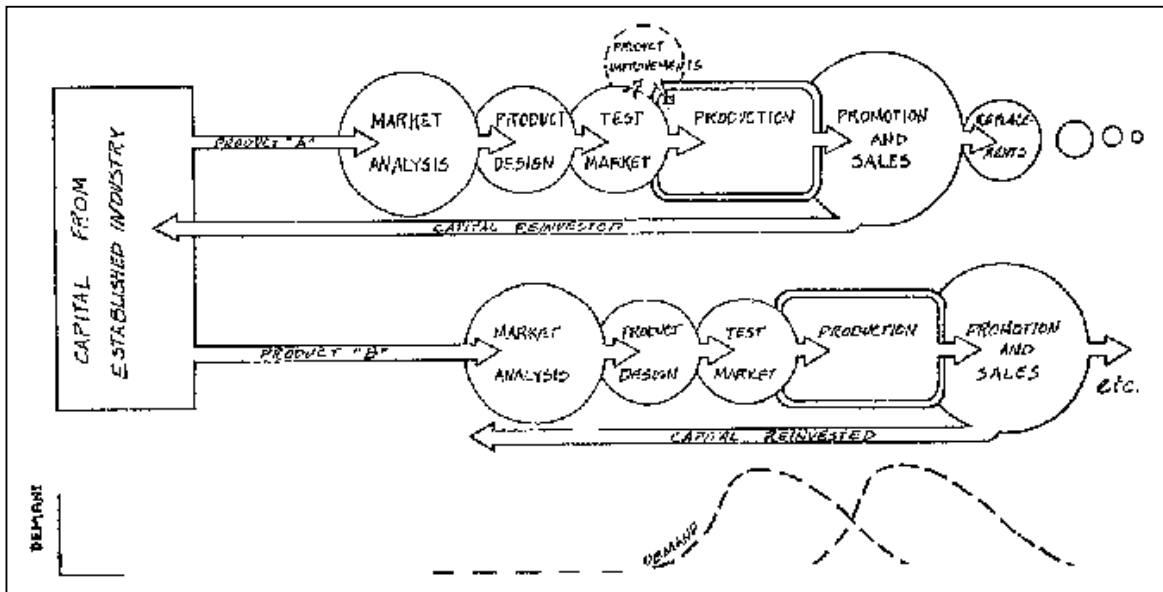 PRODUCT
IMPROVEMENTS
MARKET
ANALYSIS
PRODUCT
DESIGN
TEST
MARKET
PRODUCTION
PROMOTION
AND
SALES
REPLACE-
MENTS
PRODUCT "A"
CAPITAL REINVESTED
CAPITAL FROM
ESTABLISHED INDUSTRY
MARKET
ANALYSIS
PRODUCT
DESIGN
TEST
MARKET
PRODUCTION
PROMOTION
AND
SALES
etc.
PRODUCT "B"
CAPITAL REINVESTED
DEMAND
DEMAND